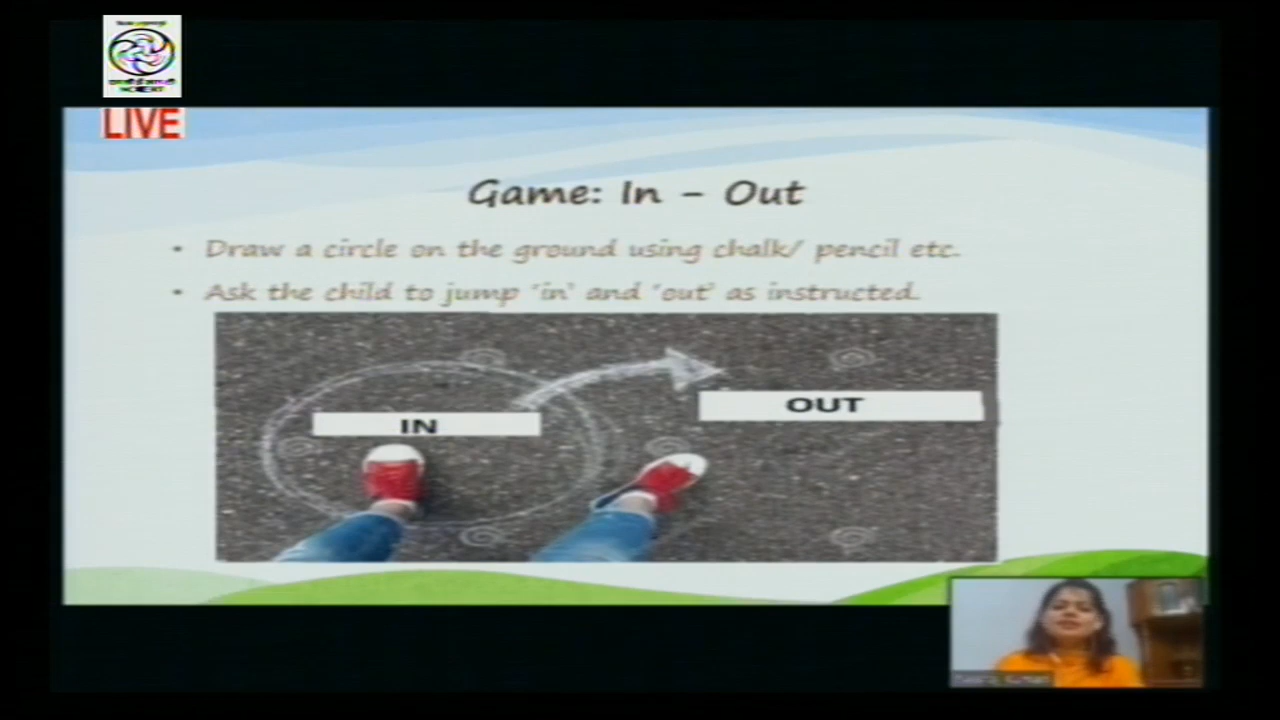 NCERT
LIVE
Game: In - Out
• Draw a circle on the ground using chalk/ pencil etc.
• Ask the child to jump 'in' and 'out' as instructed.
IN
OUT